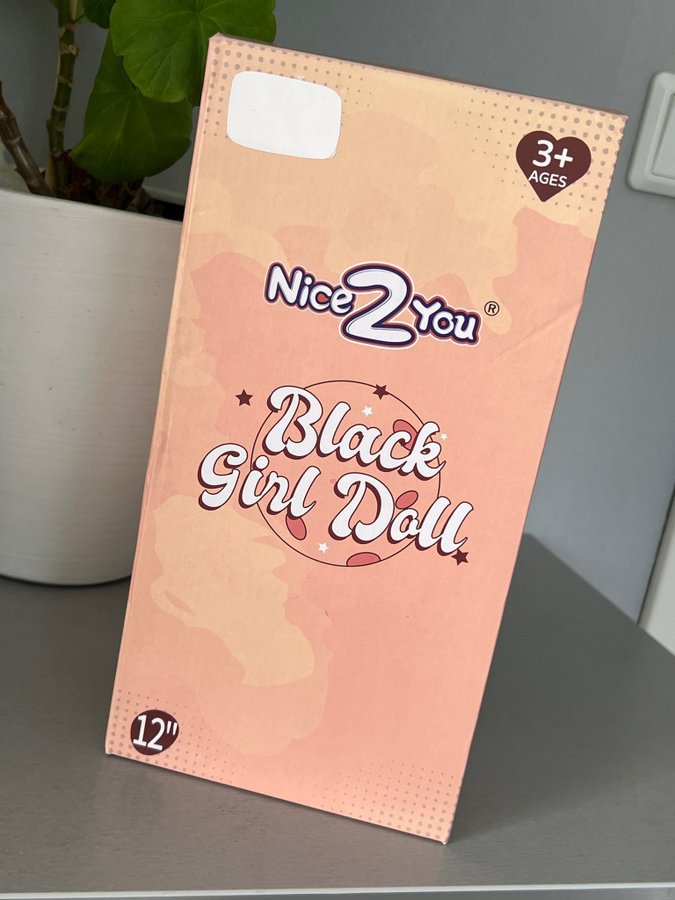 3+
AGES
Nice2You®
Black
Girl Doll
12"